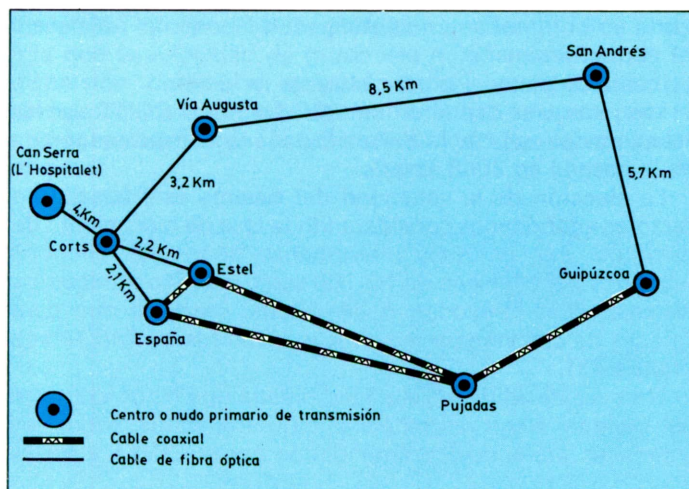 San Andrés
8,5 Km
Vía Augusta
Can Serra
(L'Hospitalet)
3,2 Km
5,7 Km
4,Km
Corts
2,2 Km
Estel
2,1 Km
Guipúzcoa
España
Pujadas
Centro o nudo primario de transmisión
Cable coaxial
Cable de fibra óptica